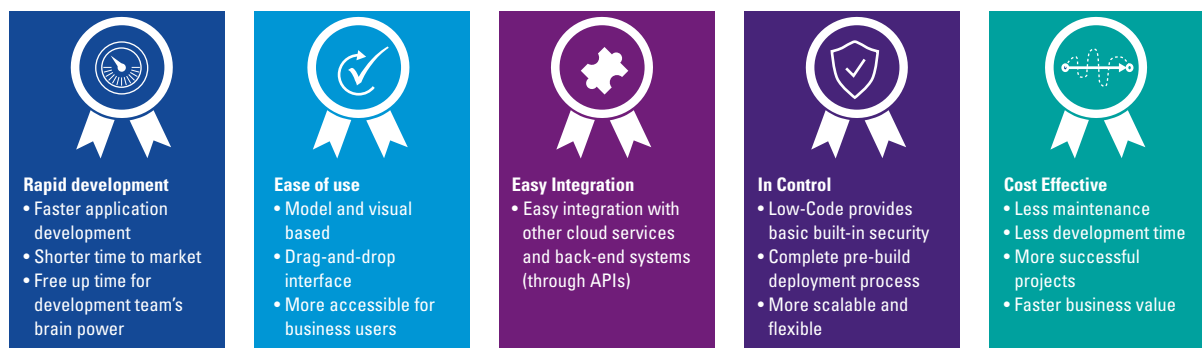 Rapid development
• Faster application
development
• Shorter time to market
• Free up time for
development team's
brain power
Ease of use
• Model and visual
based
• Drag-and-drop
interface
• More accessible for
business users
Easy Integration
• Easy integration with
other cloud services
and back-end systems
(through APIs)
In Control
• Low-Code provides
basic built-in security
• Complete pre-build
deployment process
• More scalable and
flexible
Cost Effective
• Less maintenance
• Less development time
• More successful
projects
• Faster business value